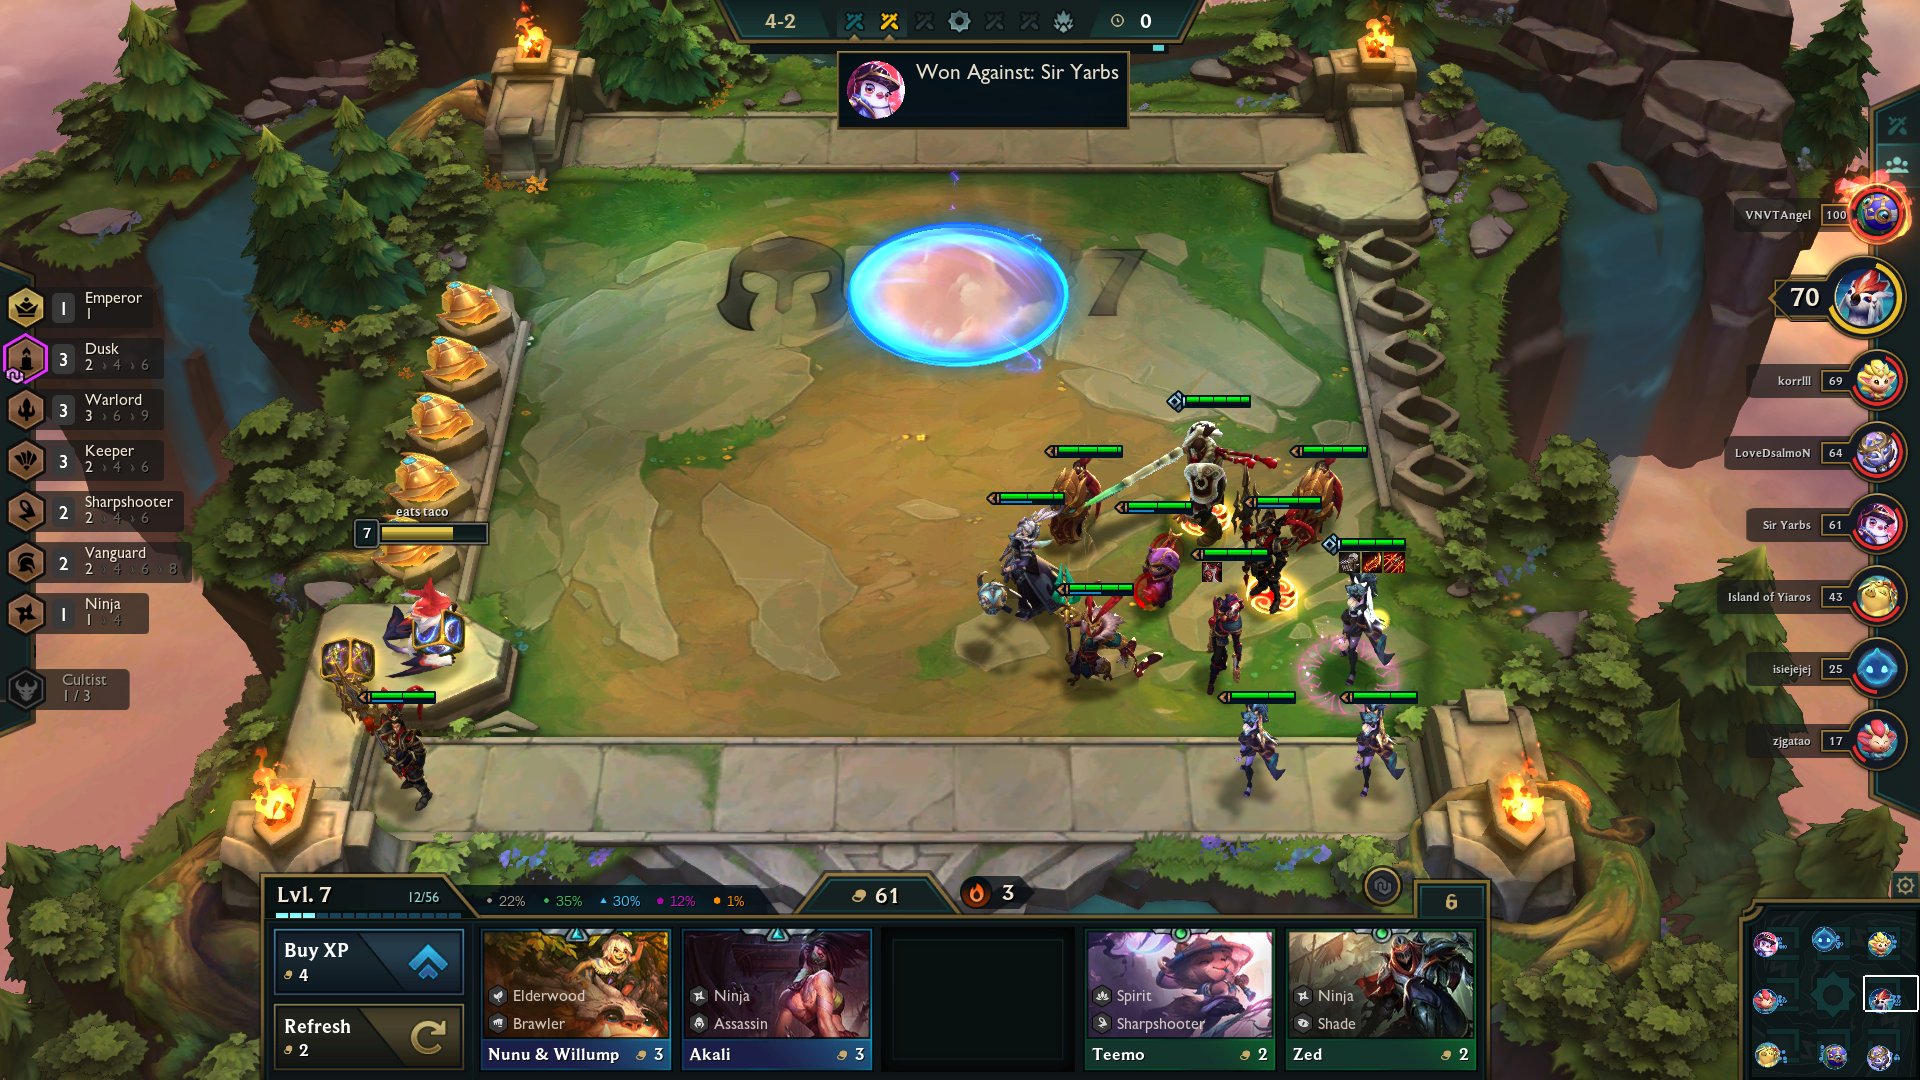 4-2
0
Won Against: Sir Yarbs
VNVTAngel 100
70
korrlll 69
LoveDsalmoN 64
Sir Yarbs 61
Island of Yiaros 43
isiejejej 25
zjgatao 17
1 Emperor
1
3 Dusk
2 › 4 › 6
3 Warlord
3 › 6 › 9
3 Keeper
2 › 4 › 6
2 Sharpshooter
2 › 4 › 6
2 Vanguard
2 › 4 › 6 › 8
1 Ninja
1 › 4
Cultist
1 / 3
eats taco
7
Lvl. 7 12/56
22% 35% 30% 12% 1%
61
3
6
Buy XP
4
Refresh
2
Elderwood
Brawler
Nunu & Willump 3
Ninja
Assassin
Akali 3
Spirit
Sharpshooter
Teemo 2
Ninja
Shade
Zed 2